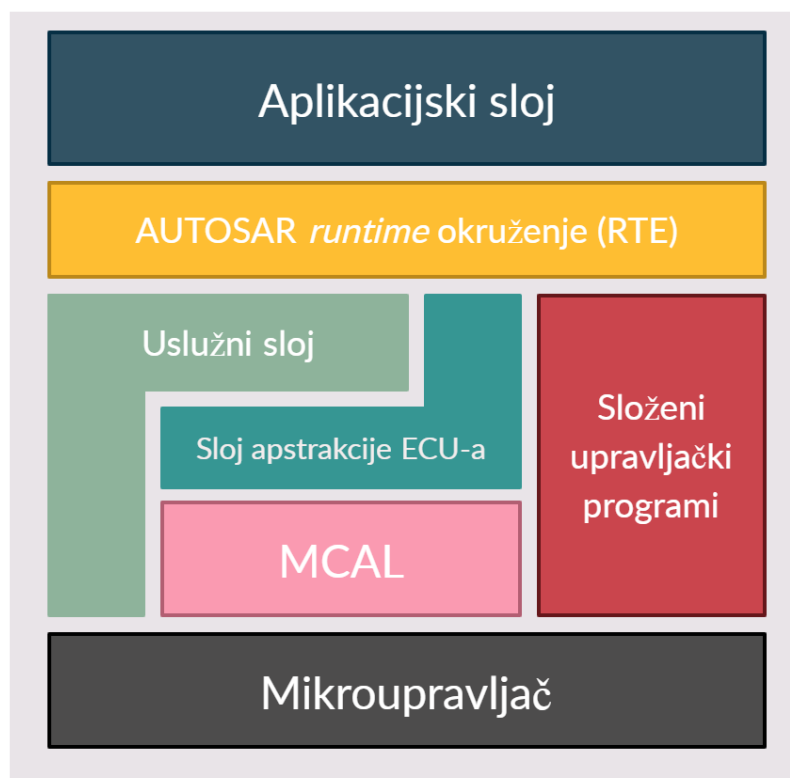 Aplikacijski sloj
AUTOSAR runtime okruženje (RTE)
Uslužni sloj
Sloj apstrakcije ECU-a
Složeni
upravljački
programi
MCAL
Mikroupravljač